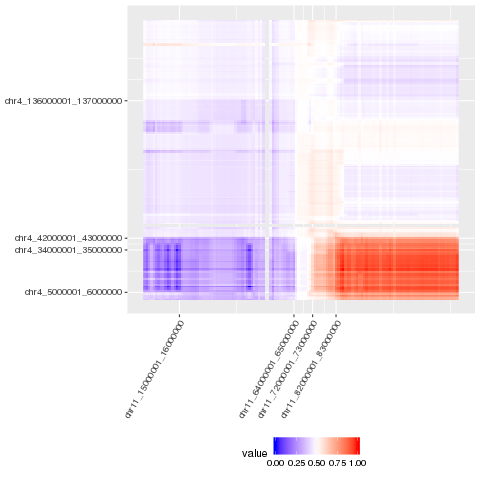 chr4_136000001_137000000
chr4_42000001_43000000
chr4_34000001_35000000
chr4_5000001_6000000
chr11_15000001_16000000
chr11_64000001_65000000
chr11_72000001_73000000
chr11_82000001_83000000
value
0.00 0.25 0.50 0.75 1.00